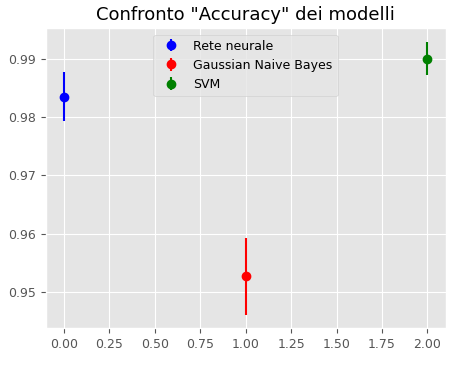 Confronto "Accuracy" dei modelli
Rete neurale
Gaussian Naive Bayes
SVM
0.99
0.98
0.97
0.96
0.95
0.00 0.25 0.50 0.75 1.00 1.25 1.50 1.75 2.00